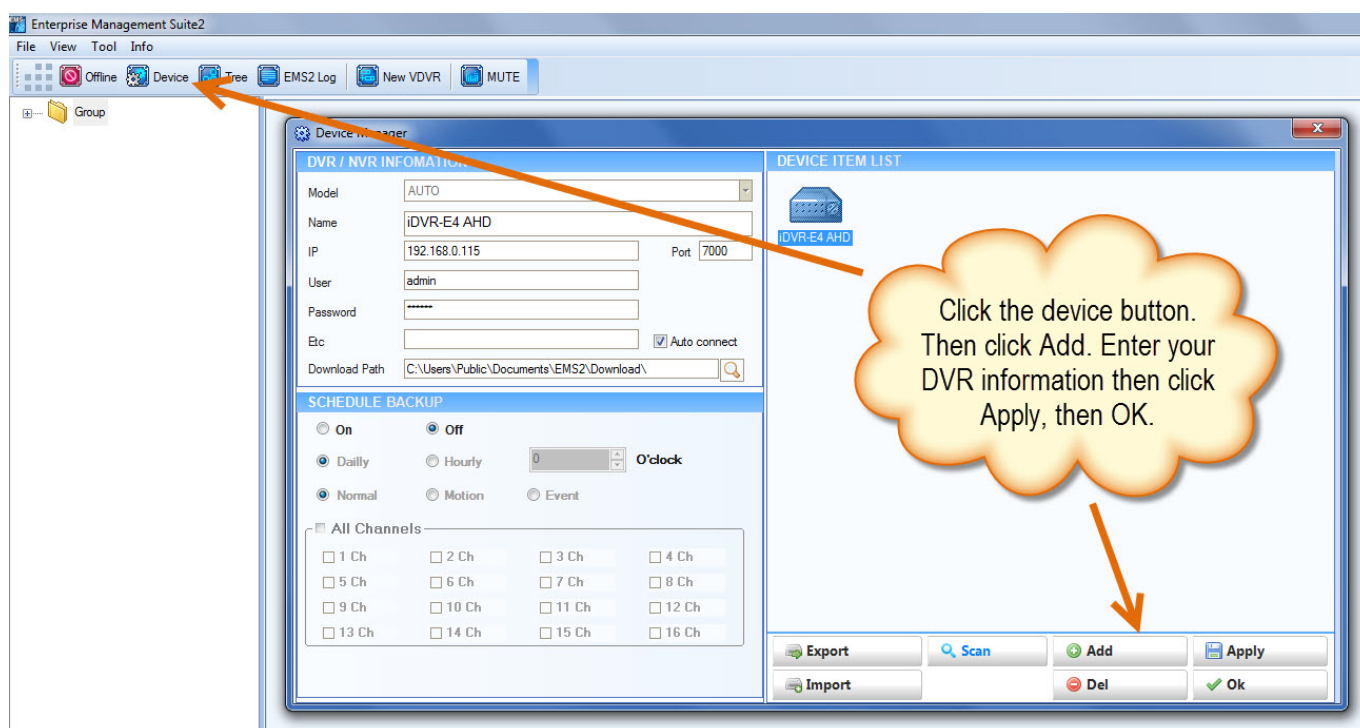 Enterprise Management Suite2
File View Tool Info
Offline Device Tree EMS2 Log New VDVR MUTE
Group
Device Manager
DVR / NVR INFOMATION
Model AUTO
Name iDVR-E4 AHD
IP 192.168.0.115 Port 7000
User admin
Password ******
Etc Auto connect
Download Path C:\Users\Public\Documents\EMS2\Download\
SCHEDULE BACKUP
On Off
Dailly Hourly 0 O'clock
Normal Motion Event
All Channels
1 Ch 2 Ch 3 Ch 4 Ch
5 Ch 6 Ch 7 Ch 8 Ch
9 Ch 10 Ch 11 Ch 12 Ch
13 Ch 14 Ch 15 Ch 16 Ch
DEVICE ITEM LIST
iDVR-E4 AHD
Click the device button.
Then click Add. Enter your
DVR information then click
Apply, then OK.
Export Scan Add Apply
Import Del Ok